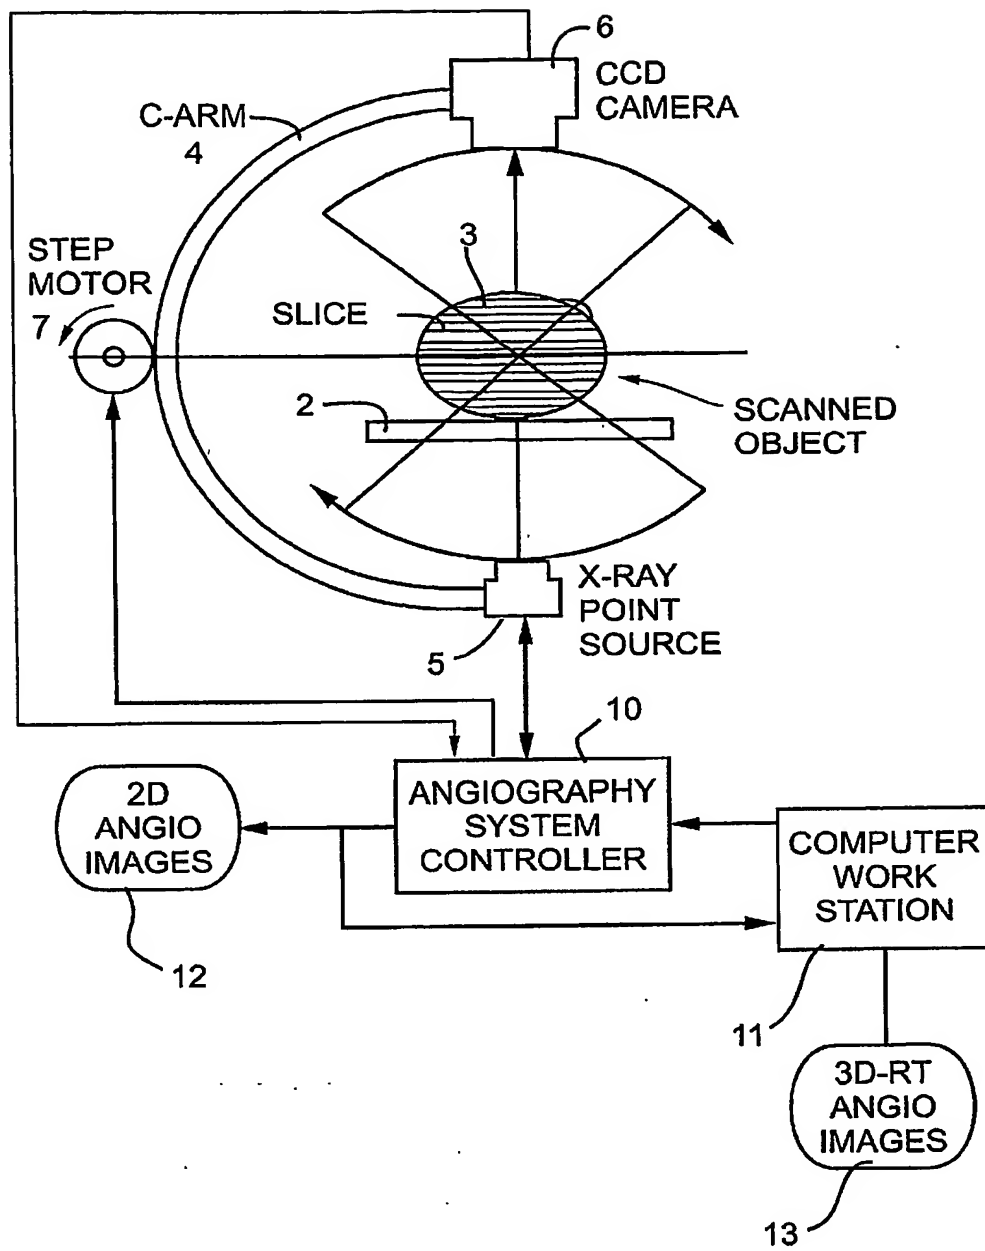 6
CCD
CAMERA
C-ARM
4
STEP
MOTOR
7
3
SLICE
2
SCANNED
OBJECT
X-RAY
POINT
SOURCE
5
10
2D
ANGIO
IMAGES
ANGIOGRAPHY
SYSTEM
CONTROLLER
COMPUTER
WORK
STATION
12
11
3D-RT
ANGIO
IMAGES
13